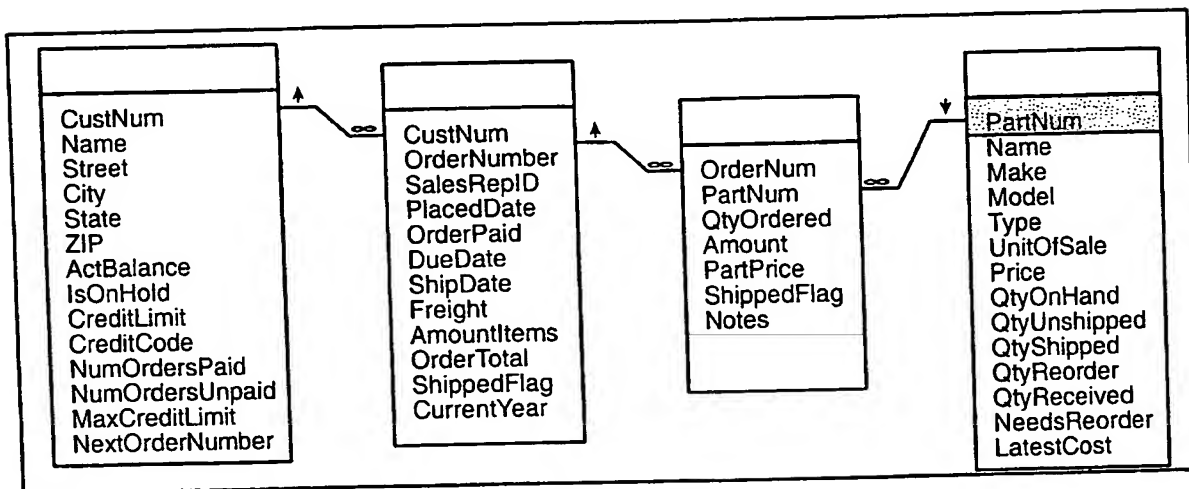 CustNum
Name
Street
City
State
ZIP
ActBalance
IsOnHold
CreditLimit
CreditCode
NumOrdersPaid
NumOrdersUnpaid
MaxCreditLimit
NextOrderNumber
∞
CustNum
OrderNumber
SalesRepID
PlacedDate
OrderPaid
DueDate
ShipDate
Freight
AmountItems
OrderTotal
ShippedFlag
CurrentYear
∞
OrderNum
PartNum
QtyOrdered
Amount
PartPrice
ShippedFlag
Notes
∞
PartNum
Name
Make
Model
Type
UnitOfSale
Price
QtyOnHand
QtyUnshipped
QtyShipped
QtyReorder
QtyReceived
NeedsReorder
LatestCost